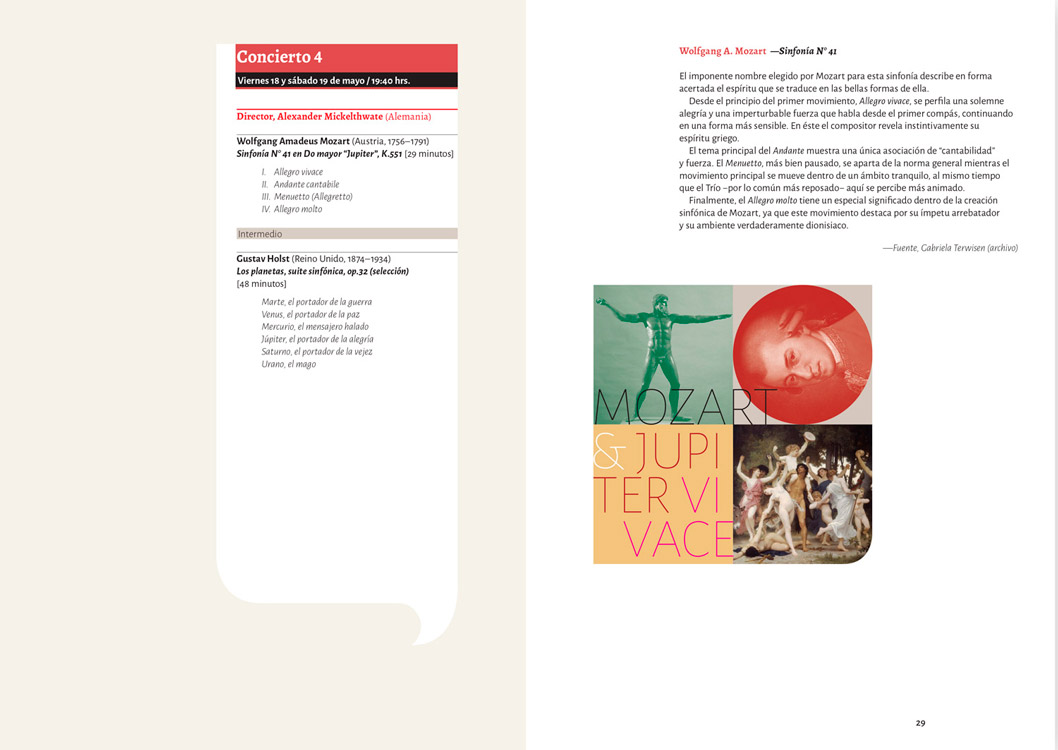 Concierto 4
Viernes 18 y sábado 19 de mayo / 19:40 hrs.
Director, Alexander Mickelthwate (Alemania)
Wolfgang Amadeus Mozart (Austria, 1756–1791)
Sinfonía N° 41 en Do mayor "Jupiter", K.551 [29 minutos]
I. Allegro vivace
II. Andante cantabile
III. Menuetto (Allegretto)
IV. Allegro molto
Intermedio
Gustav Holst (Reino Unido, 1874–1934)
Los planetas, suite sinfónica, op.32 (selección)
[48 minutos]
Marte, el portador de la guerra
Venus, el portador de la paz
Mercurio, el mensajero halado
Júpiter, el portador de la alegría
Saturno, el portador de la vejez
Urano, el mago
Wolfgang A. Mozart —Sinfonía N° 41
El imponente nombre elegido por Mozart para esta sinfonía describe en forma
acertada el espíritu que se traduce en las bellas formas de ella.
Desde el principio del primer movimiento, Allegro vivace, se perfila una solemne
alegría y una imperturbable fuerza que habla desde el primer compás, continuando
en una forma más sensible. En éste el compositor revela instintivamente su
espíritu griego.
El tema principal del Andante muestra una única asociación de "cantabilidad"
y fuerza. El Menuetto, más bien pausado, se aparta de la norma general mientras el
movimiento principal se mueve dentro de un ámbito tranquilo, al mismo tiempo
que el Trío –por lo común más reposado– aquí se percibe más animado.
Finalmente, el Allegro molto tiene un especial significado dentro de la creación
sinfónica de Mozart, ya que este movimiento destaca por su ímpetu arrebatador
y su ambiente verdaderamente dionisiaco.
—Fuente, Gabriela Terwisen (archivo)
MOZART
& JUPI
TER VI
VACE
29